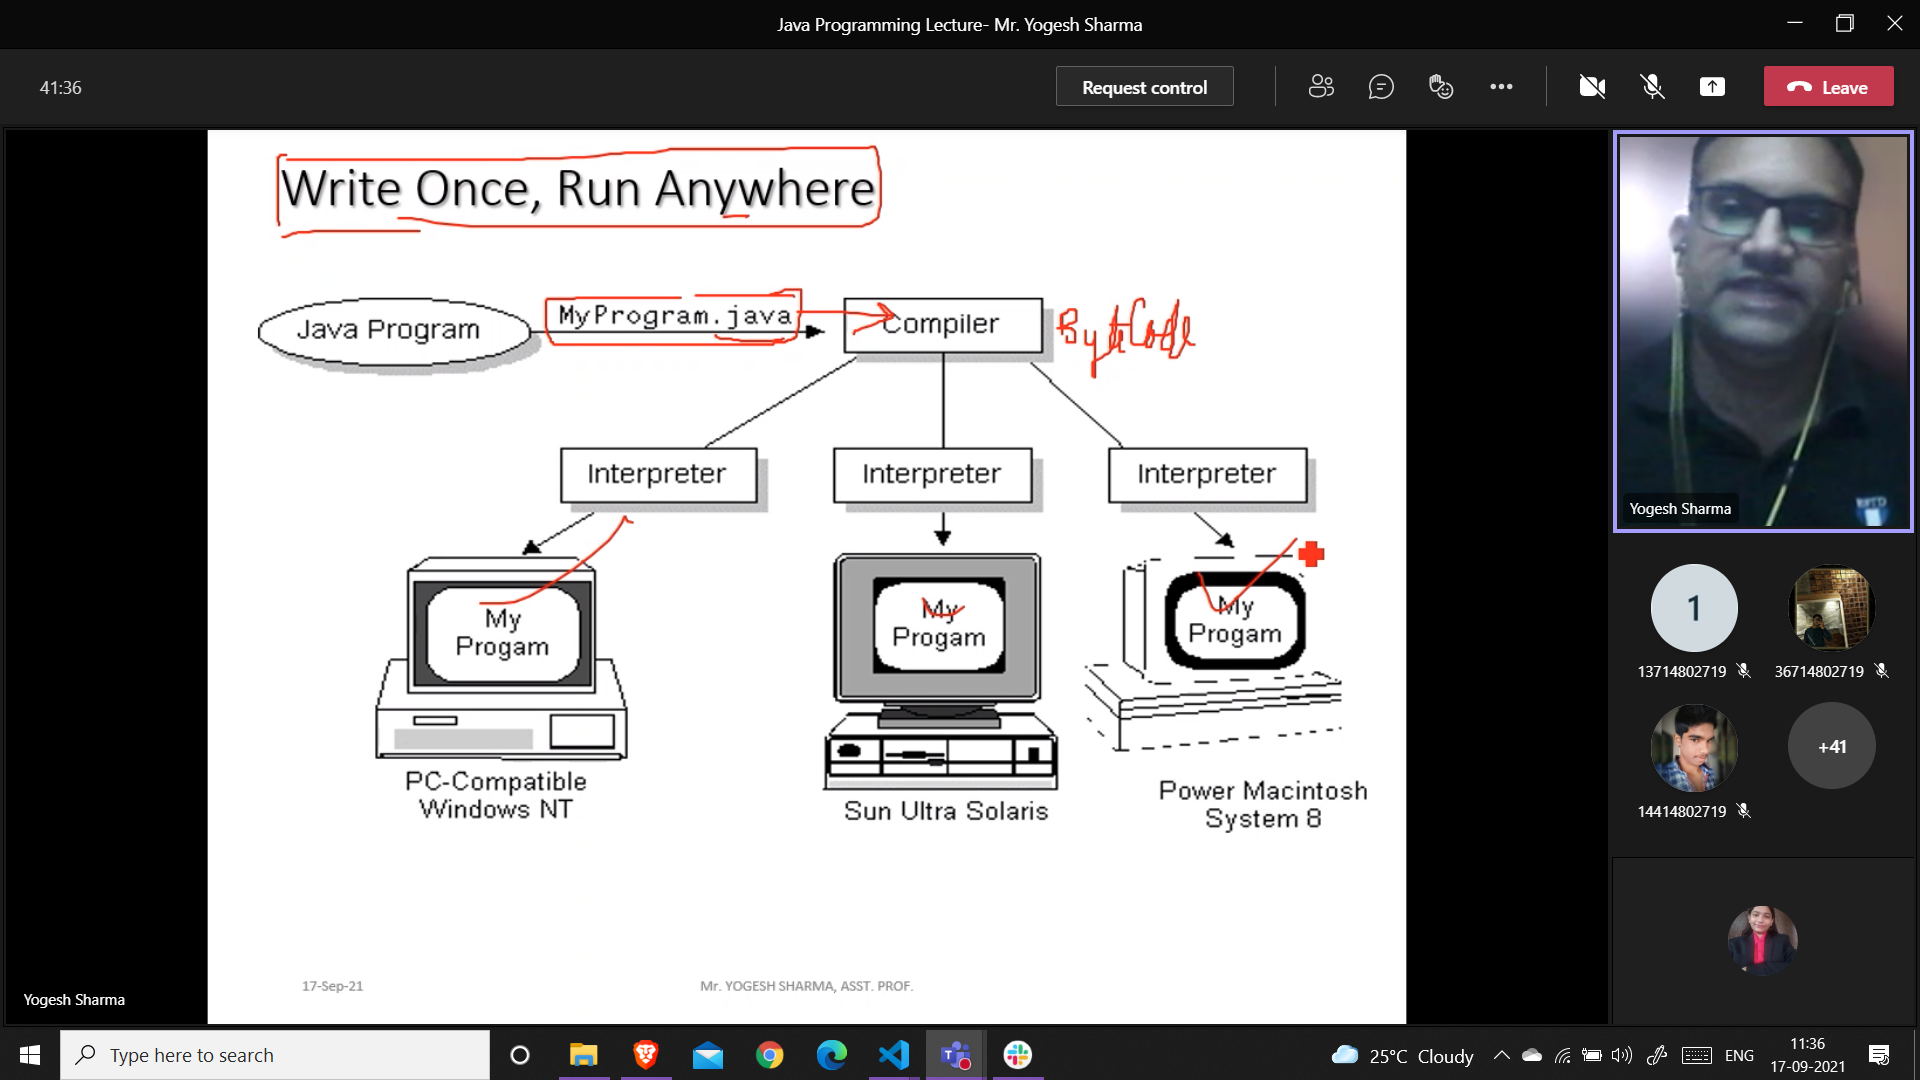 Java Programming Lecture- Mr. Yogesh Sharma
41:36
Request control
Leave
Write Once, Run Anywhere
Java Program
MyProgram.java
Compiler
ByteCode
Interpreter
Interpreter
Interpreter
My
Progam
My
Progam
My
Progam
PC-Compatible
Windows NT
Sun Ultra Solaris
Power Macintosh
System 8
17-Sep-21
Mr. YOGESH SHARMA, ASST. PROF.
Yogesh Sharma
Yogesh Sharma
1
13714802719
36714802719
14414802719
+41
Type here to search
25°C Cloudy
ENG
11:36
17-09-2021